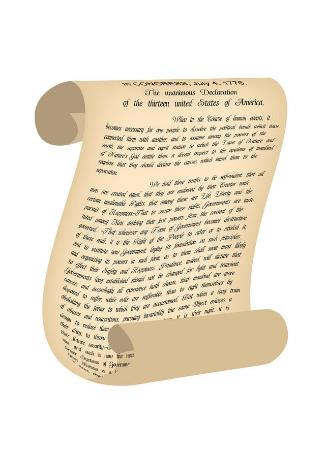 In CONGRESS, July 4, 1776.
The unanimous Declaration
of the thirteen united States of America,
When in the Course of human events, it
becomes necessary for one people to dissolve the political bands which have
connected them with another, and to assume among the powers of the
earth, the separate and equal station to which the Laws of Nature and
of Nature's God entitle them, a decent respect to the opinions of mankind
requires that they should declare the causes which impel them to the
separation.
We hold these truths to be self-evident, that all
men are created equal, that they are endowed by their Creator with
certain unalienable Rights, that among these are Life, Liberty and the
pursuit of Happiness.--That to secure these rights, Governments are
instituted among Men, deriving their just powers from the consent of the
governed, --That whenever any Form of Government becomes destructive
of these ends, it is the Right of the People to alter or to abolish it,
and to institute new Government, laying its foundation on such principles
and organizing its powers in such form, as to them shall seem most likely
to effect their Safety and Happiness. Prudence, indeed, will dictate that
Governments long established should not be changed for light and transient
causes; and accordingly all experience hath shewn, that mankind are more
disposed to suffer, while evils are sufferable, than to right themselves by
abolishing the forms to which they are accustomed. But when a long train
of abuses and usurpations, pursuing invariably the same Object evinces a
design to reduce them
their duty, to throw
their future security.